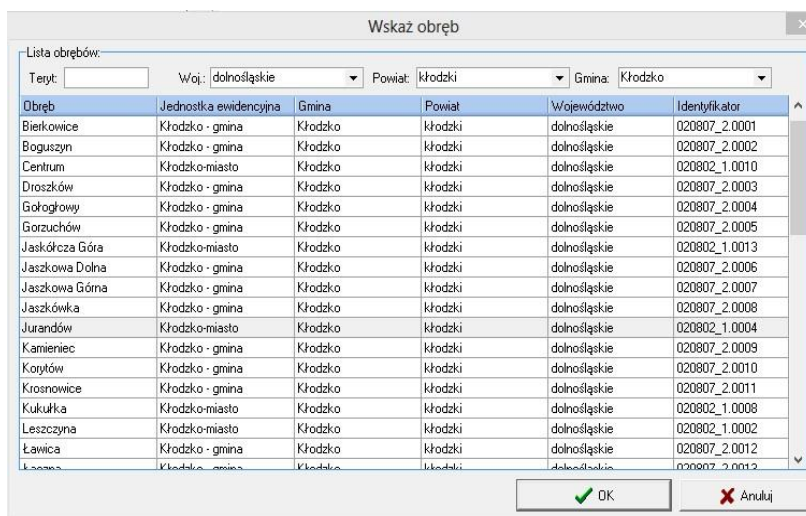 Wskaż obręb
Lista obrębów:
Teryt: Woj.: dolnośląskie Powiat: kłodzki Gmina: Kłodzko
Obręb Jednostka ewidencyjna Gmina Powiat Województwo Identyfikator
Bierkowice Kłodzko - gmina Kłodzko kłodzki dolnośląskie 020807_2.0001
Boguszyn Kłodzko - gmina Kłodzko kłodzki dolnośląskie 020807_2.0002
Centrum Kłodzko-miasto Kłodzko kłodzki dolnośląskie 020802_1.0010
Droszków Kłodzko - gmina Kłodzko kłodzki dolnośląskie 020807_2.0003
Gołogłowy Kłodzko - gmina Kłodzko kłodzki dolnośląskie 020807_2.0004
Gorzuchów Kłodzko - gmina Kłodzko kłodzki dolnośląskie 020807_2.0005
Jaskółcza Góra Kłodzko-miasto Kłodzko kłodzki dolnośląskie 020802_1.0013
Jaszkowa Dolna Kłodzko - gmina Kłodzko kłodzki dolnośląskie 020807_2.0006
Jaszkowa Górna Kłodzko - gmina Kłodzko kłodzki dolnośląskie 020807_2.0007
Jaszkówka Kłodzko - gmina Kłodzko kłodzki dolnośląskie 020807_2.0008
Jurandów Kłodzko-miasto Kłodzko kłodzki dolnośląskie 020802_1.0004
Kamieniec Kłodzko - gmina Kłodzko kłodzki dolnośląskie 020807_2.0009
Korytów Kłodzko - gmina Kłodzko kłodzki dolnośląskie 020807_2.0010
Krosnowice Kłodzko - gmina Kłodzko kłodzki dolnośląskie 020807_2.0011
Kukułka Kłodzko-miasto Kłodzko kłodzki dolnośląskie 020802_1.0008
Leszczyna Kłodzko-miasto Kłodzko kłodzki dolnośląskie 020802_1.0002
Ławica Kłodzko - gmina Kłodzko kłodzki dolnośląskie 020807_2.0012
Łączna Kłodzko - gmina Kłodzko kłodzki dolnośląskie 020807_2.0013
OK Anuluj